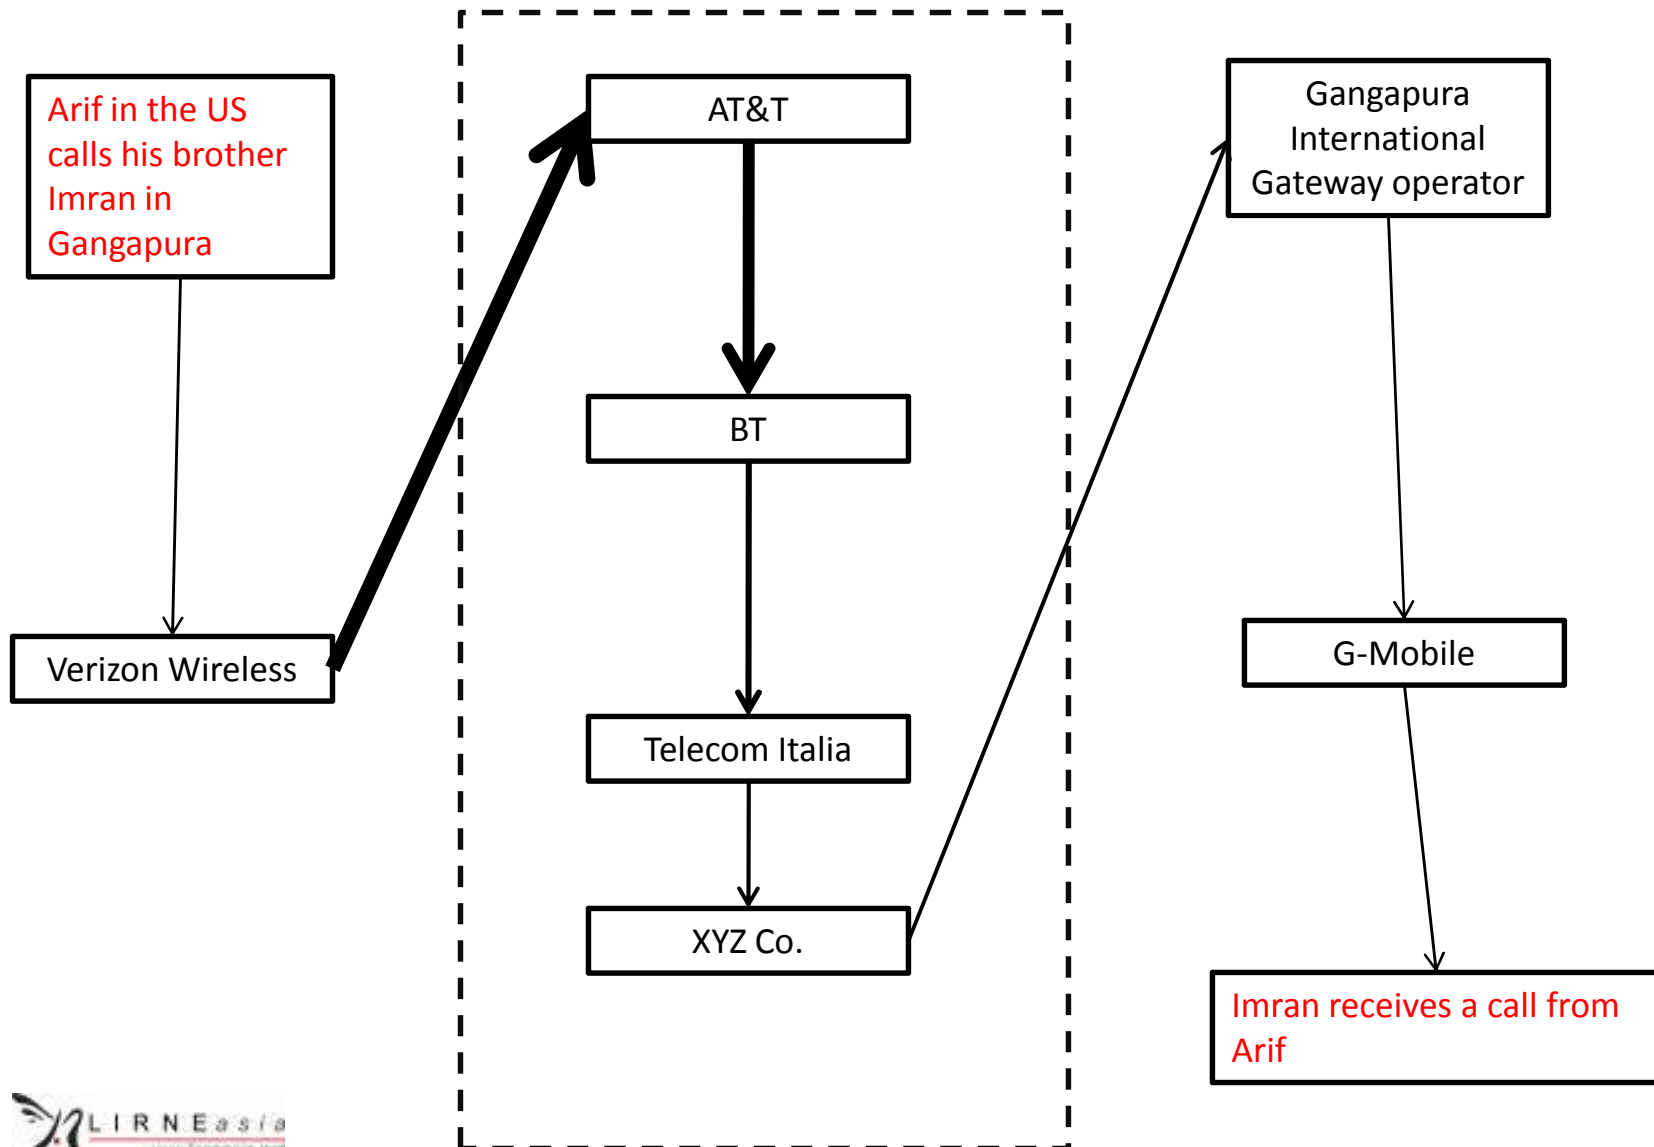 Arif in the US
calls his brother
Imran in
Gangapura
Verizon Wireless
AT&T
BT
Telecom Italia
XYZ Co.
Gangapura
International
Gateway operator
G-Mobile
Imran receives a call from
Arif
LIRNEasia